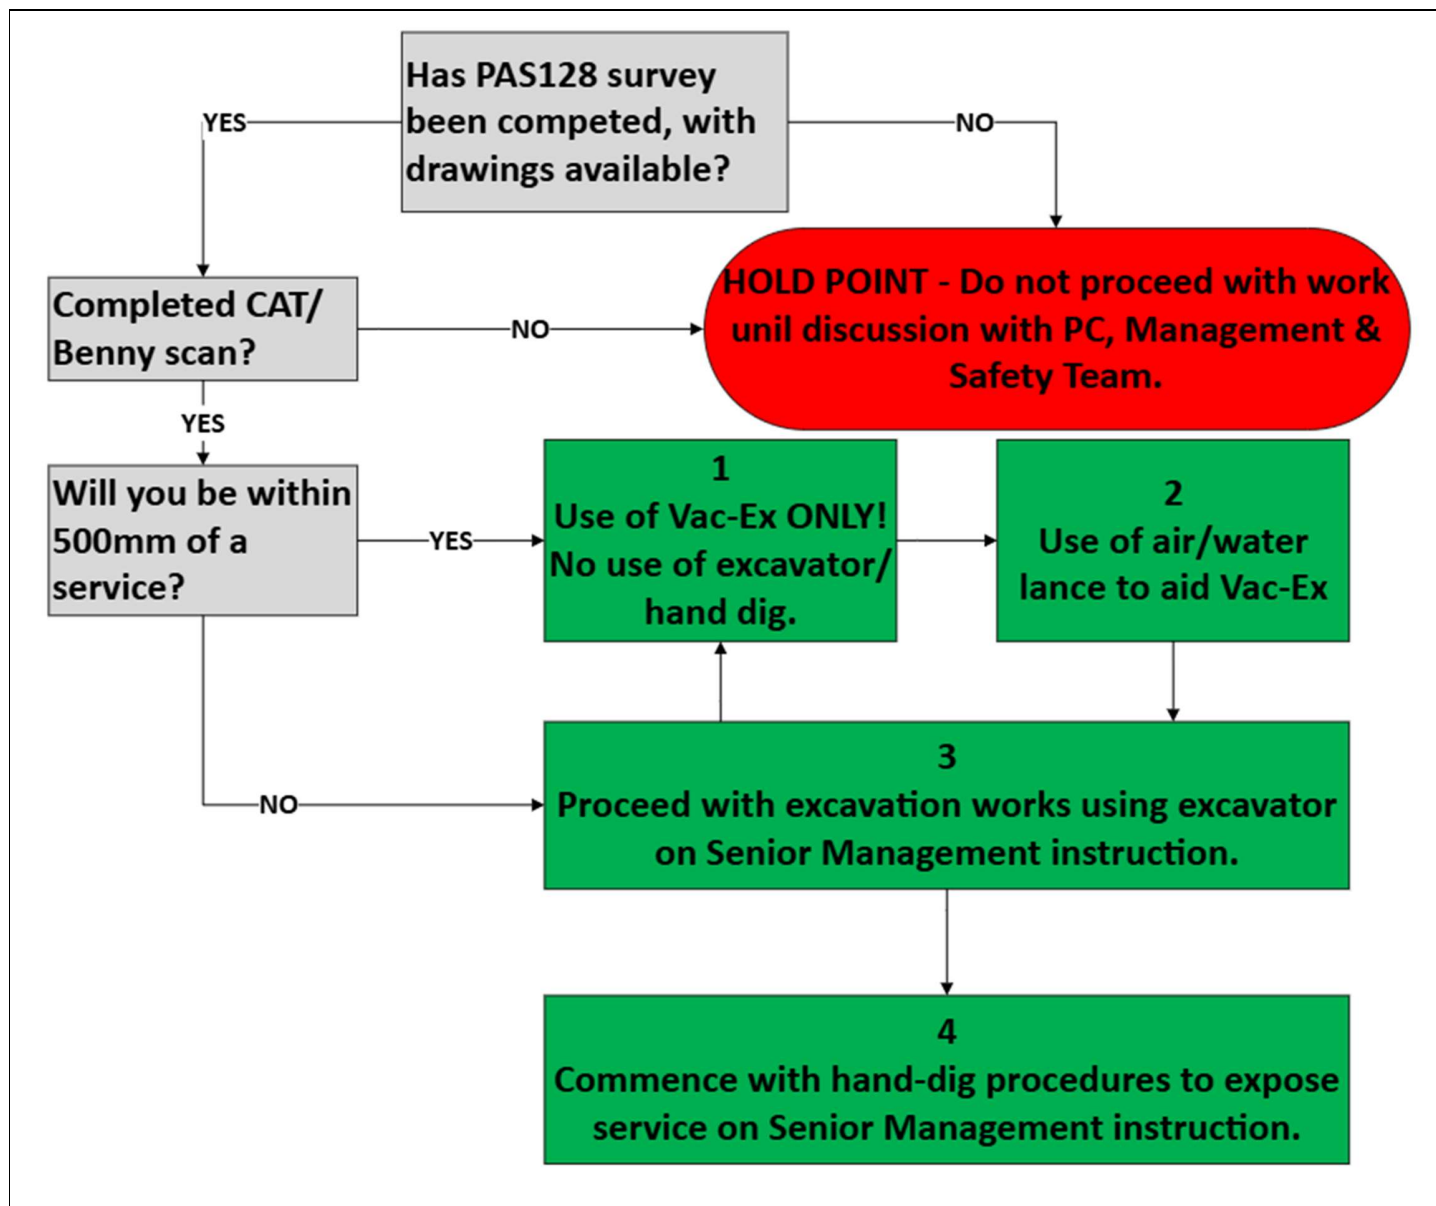 Has PAS128 survey
been competed, with
drawings available?
YES
NO
HOLD POINT - Do not proceed with work
unil discussion with PC, Management &
Safety Team.
Completed CAT/
Benny scan?
NO
YES
Will you be within
500mm of a
service?
YES
1
Use of Vac-Ex ONLY!
No use of excavator/
hand dig.
2
Use of air/water
lance to aid Vac-Ex
NO
3
Proceed with excavation works using excavator
on Senior Management instruction.
4
Commence with hand-dig procedures to expose
service on Senior Management instruction.